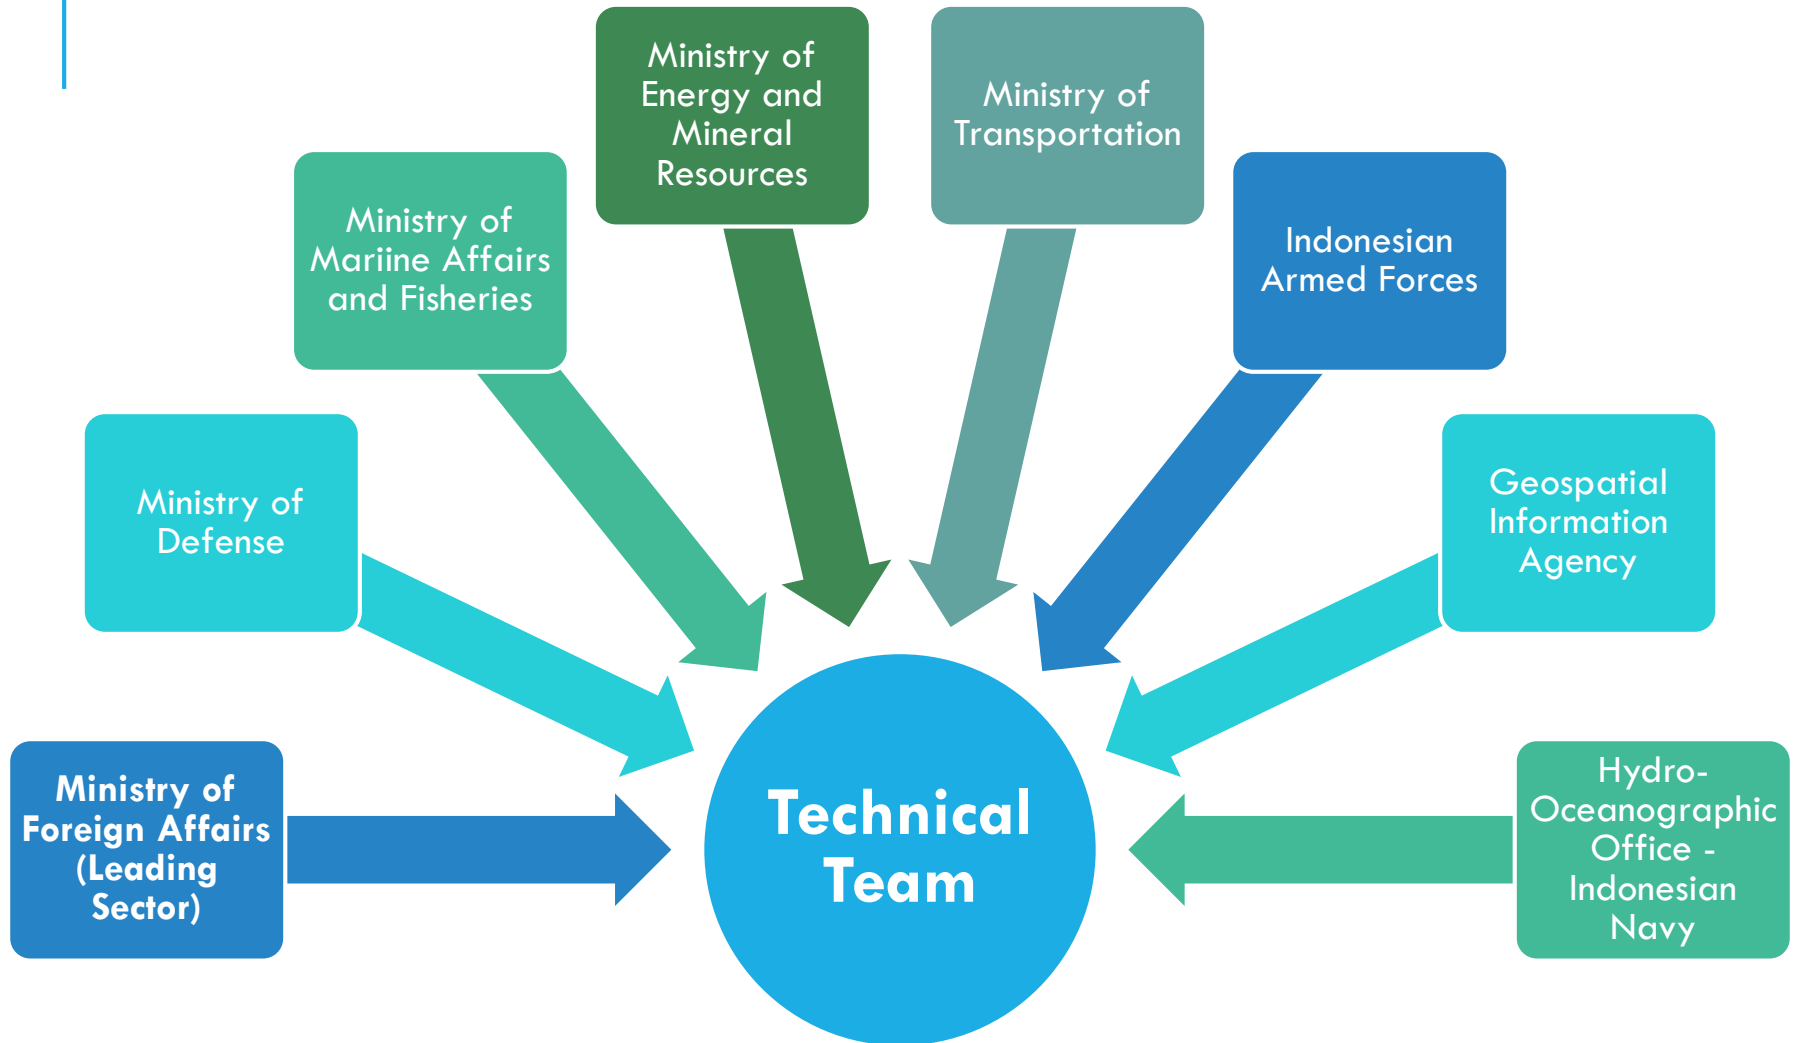 Ministry of
Energy and
Mineral
Resources
Ministry of
Transportation
Ministry of
Mariine Affairs
and Fisheries
Indonesian
Armed Forces
Ministry of
Defense
Geospatial
Information
Agency
Ministry of
Foreign Affairs
(Leading
Sector)
Technical
Team
Hydro-
Oceanographic
Office -
Indonesian
Navy